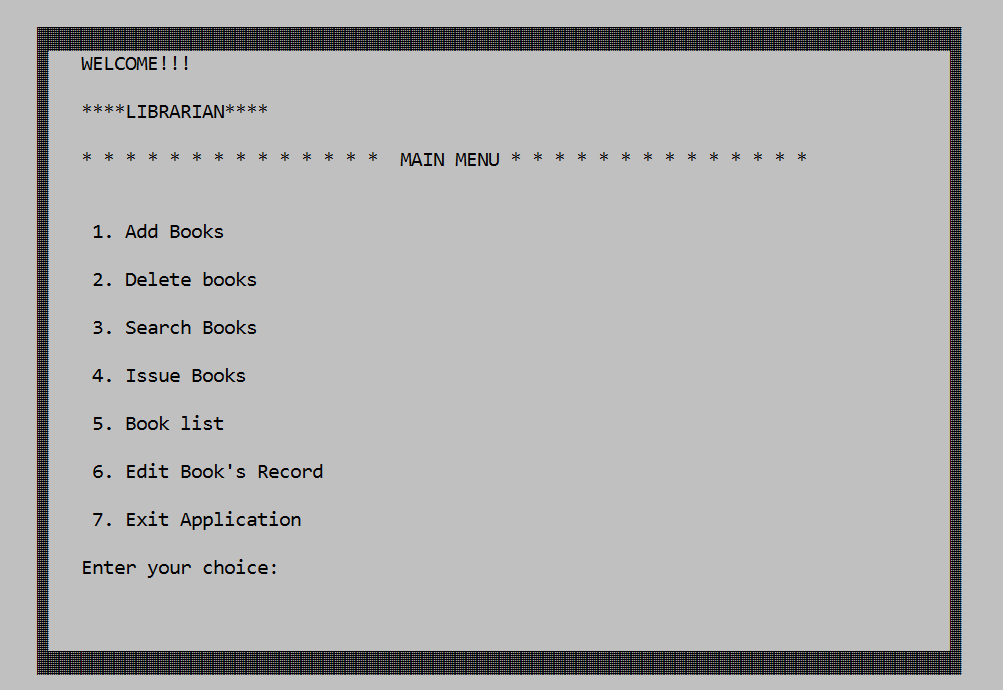 WELCOME!!!
****LIBRARIAN****
* * * * * * * * * * * * * *  MAIN MENU * * * * * * * * * * * * * *
1. Add Books
2. Delete books
3. Search Books
4. Issue Books
5. Book list
6. Edit Book's Record
7. Exit Application
Enter your choice: